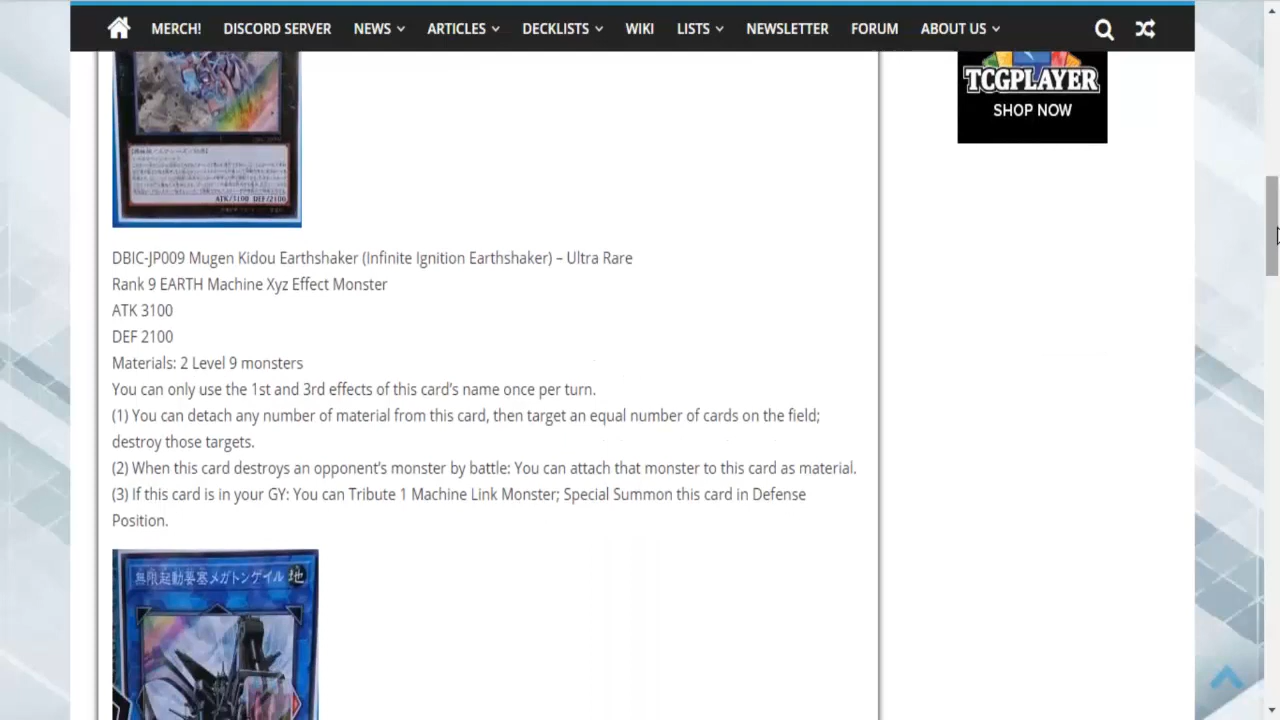 MERCH! DISCORD SERVER NEWS ARTICLES DECKLISTS WIKI LISTS NEWSLETTER FORUM ABOUT US
TCGPLAYER
SHOP NOW
ATK/3100 DEF/2100
DBIC-JP009 Mugen Kidou Earthshaker (Infinite Ignition Earthshaker) – Ultra Rare
Rank 9 EARTH Machine Xyz Effect Monster
ATK 3100
DEF 2100
Materials: 2 Level 9 monsters
You can only use the 1st and 3rd effects of this card’s name once per turn.
(1) You can detach any number of material from this card, then target an equal number of cards on the field;
destroy those targets.
(2) When this card destroys an opponent’s monster by battle: You can attach that monster to this card as material.
(3) If this card is in your GY: You can Tribute 1 Machine Link Monster; Special Summon this card in Defense
Position.
無限起動要塞メガトンゲイル 地